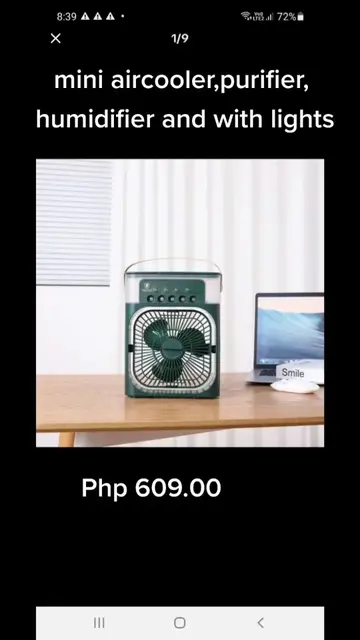 8:39
72%
1/9
mini aircooler,purifier,
humidifier and with lights
Smile
Php 609.00